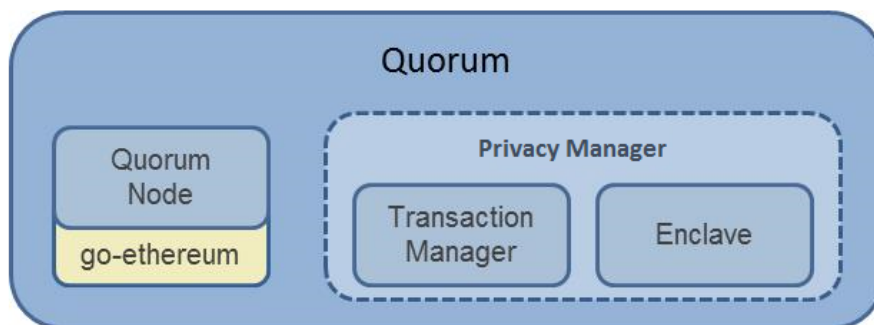 Quorum
Quorum
Node
go-ethereum
Privacy Manager
Transaction
Manager
Enclave